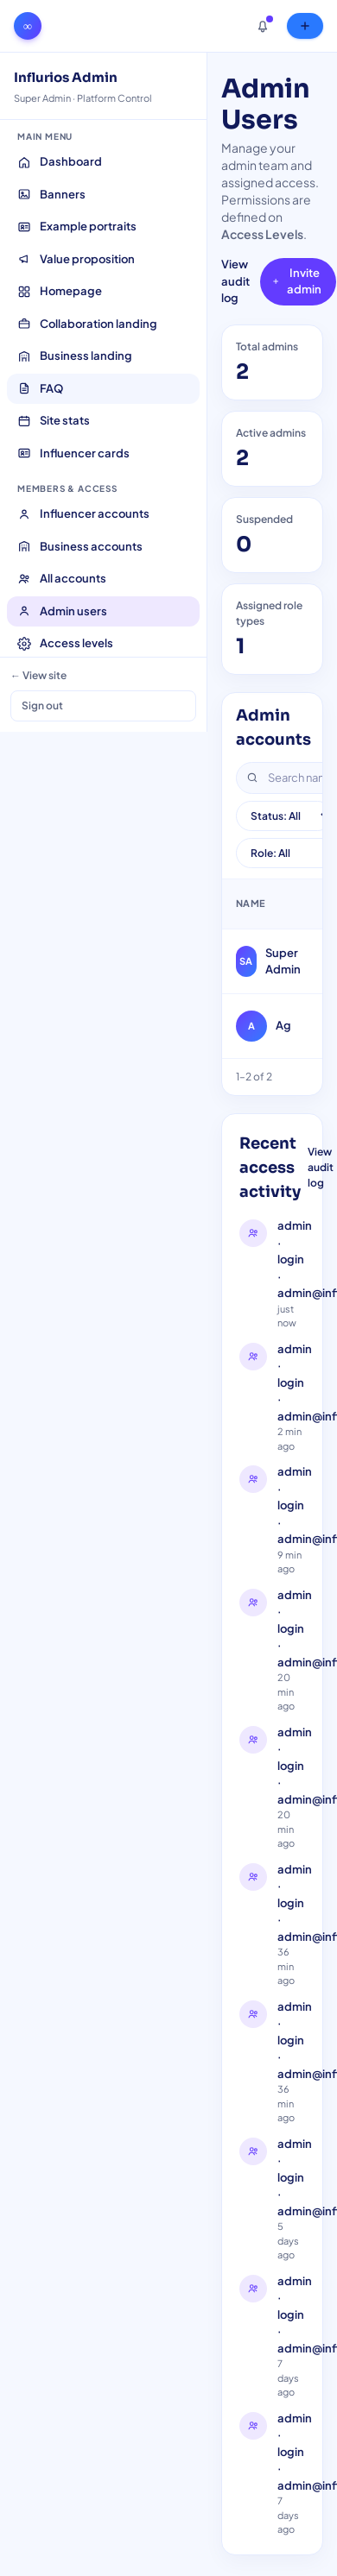 ∞
+
Influrios Admin
Super Admin · Platform Control
MAIN MENU
Dashboard
Banners
Example portraits
Value proposition
Homepage
Collaboration landing
Business landing
FAQ
Site stats
Influencer cards
MEMBERS & ACCESS
Influencer accounts
Business accounts
All accounts
Admin users
Access levels
← View site
Sign out
Admin
Users
Manage your
admin team and
assigned access.
Permissions are
defined on
Access Levels.
View
audit
log
+ Invite
admin
Total admins
2
Active admins
2
Suspended
0
Assigned role
types
1
Admin
accounts
Search nam
Status: All
Role: All
NAME
SA
Super
Admin
A
Ag
1–2 of 2
Recent
access
activity
View
audit
log
admin
·
login
·
admin@inf
just
now
admin
·
login
·
admin@inf
2 min
ago
admin
·
login
·
admin@inf
9 min
ago
admin
·
login
·
admin@inf
20
min
ago
admin
·
login
·
admin@inf
20
min
ago
admin
·
login
·
admin@inf
36
min
ago
admin
·
login
·
admin@inf
36
min
ago
admin
·
login
·
admin@inf
5
days
ago
admin
·
login
·
admin@inf
7
days
ago
admin
·
login
·
admin@inf
7
days
ago